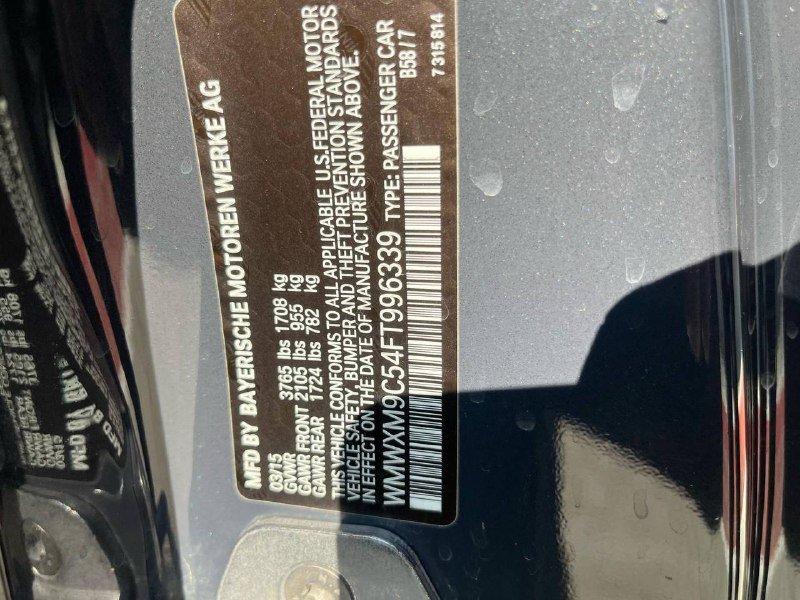 MFD BY BAYERISCHE MOTOREN WERKE AG
03/15
GVWR 3765 lbs 1708 kg
GAWR FRONT 2105 lbs 955 kg
GAWR REAR 1724 lbs 782 kg
THIS VEHICLE CONFORMS TO ALL APPLICABLE U.S.FEDERAL MOTOR
VEHICLE SAFETY, BUMPER AND THEFT PREVENTION STANDARDS
IN EFFECT ON THE DATE OF MANUFACTURE SHOWN ABOVE.
WMWXM9C54FT996339 TYPE: PASSENGER CAR
B58/7
7 315 814